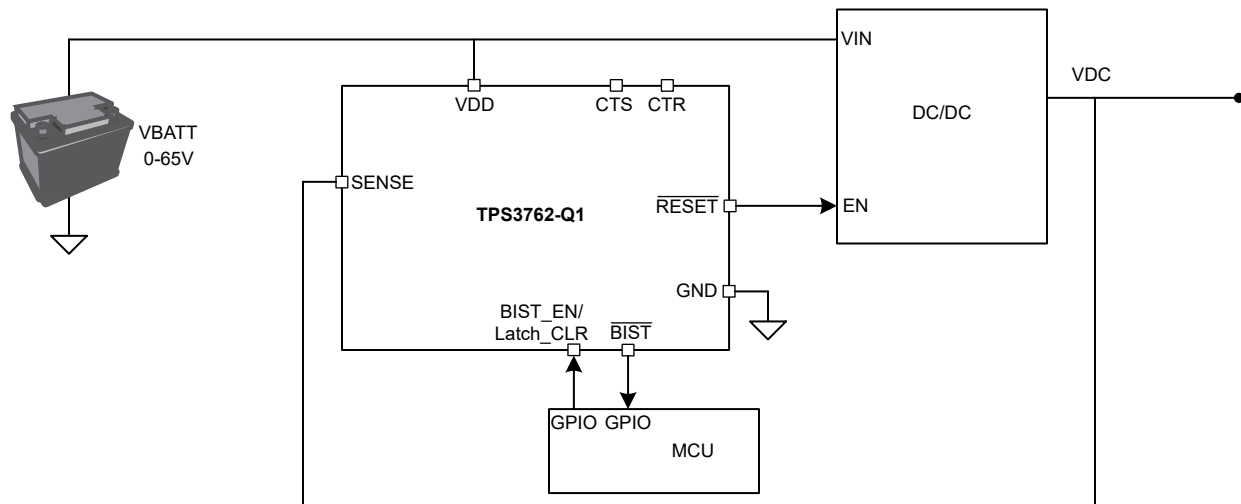 VIN
VDC
VDD
CTS
CTR
DC/DC
VBATT
0-65V
SENSE
RESET
TPS3762-Q1
EN
GND
BIST_EN/
Latch_CLR
BIST
GPIO
GPIO
MCU